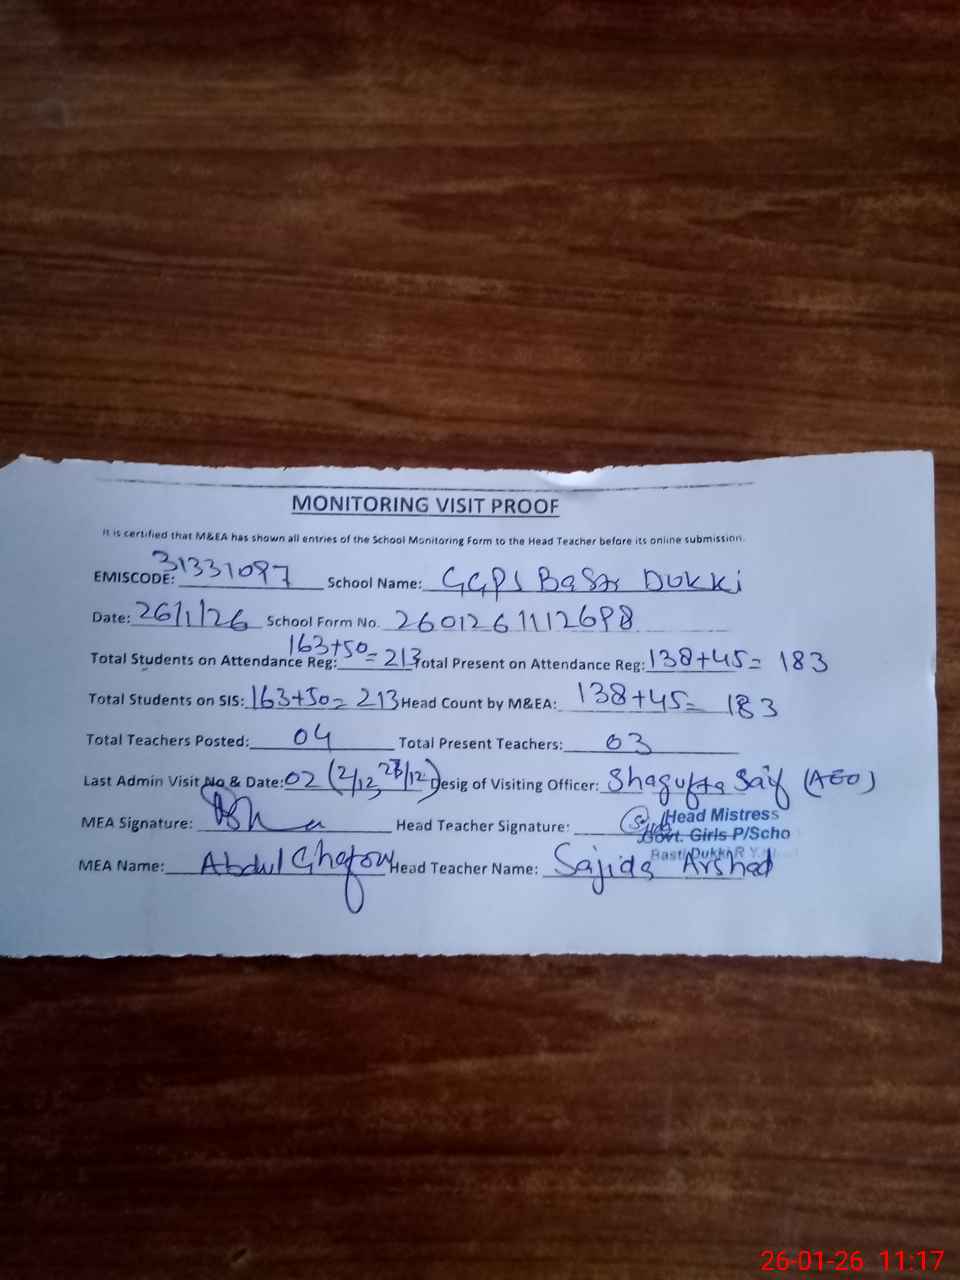 MONITORING VISIT PROOF
It is certified that M&EA has shown all entries of the School Monitoring Form to the Head Teacher before its online submission.
EMISCODE: 31331097 School Name: GGPS Basti Dukki
Date: 26/1/26 School Form No. 2601261112698
Total Students on Attendance Reg: 163+50=213 Total Present on Attendance Reg: 138+45= 183
Total Students on SIS: 163+50= 213 Head Count by M&EA: 138+45= 183
Total Teachers Posted: 04 Total Present Teachers: 03
Last Admin Visit No & Date: 02 (2/12, /12) Desig of Visiting Officer: Shagufta Saif (AEO)
MEA Signature: Head Teacher Signature:
Head Mistress
Govt. Girls P/Scho
Basti Dukki R Y
MEA Name: Abdul Ghafour Head Teacher Name: Sajida Arshad
26-01-26 11:17